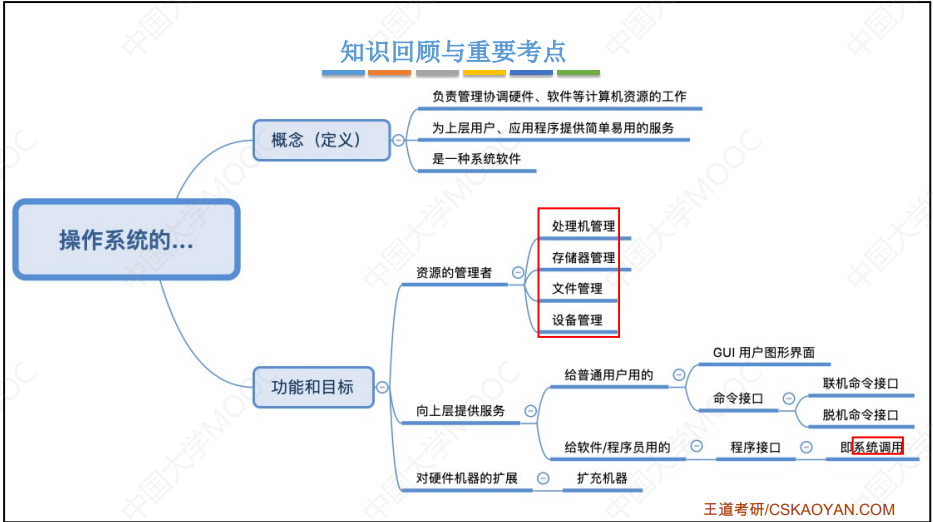 知识回顾与重要考点
操作系统的...
概念（定义）
负责管理协调硬件、软件等计算机资源的工作
为上层用户、应用程序提供简单易用的服务
是一种系统软件
功能和目标
资源的管理者
处理机管理
存储器管理
文件管理
设备管理
向上层提供服务
给普通用户用的
GUI 用户图形界面
命令接口
联机命令接口
脱机命令接口
给软件/程序员用的
程序接口
即系统调用
对硬件机器的扩展
扩充机器
王道考研/CSKAOYAN.COM
中国大学MOOC